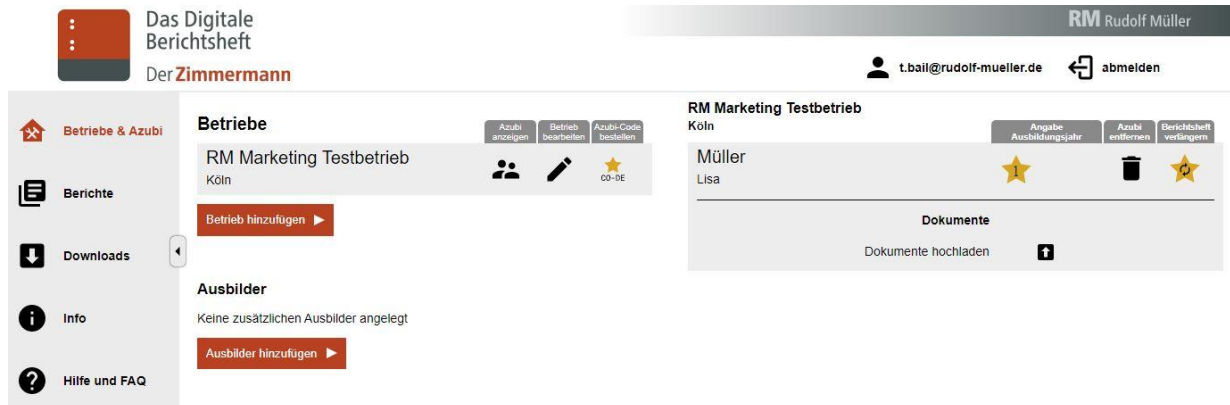 Das Digitale
Berichtsheft
Der Zimmermann
RM Rudolf Müller
t.bail@rudolf-mueller.de
abmelden
Betriebe & Azubi
Berichte
Downloads
Info
Hilfe und FAQ
Betriebe
Azubi anzeigen
Betrieb bearbeiten
Azubi-Code bestellen
RM Marketing Testbetrieb
Köln
CO-DE
Betrieb hinzufügen
Ausbilder
Keine zusätzlichen Ausbilder angelegt
Ausbilder hinzufügen
RM Marketing Testbetrieb
Köln
Angabe Ausbildungsjahr
Azubi entfernen
Berichtsheft verlängern
Müller
Lisa
1
Dokumente
Dokumente hochladen